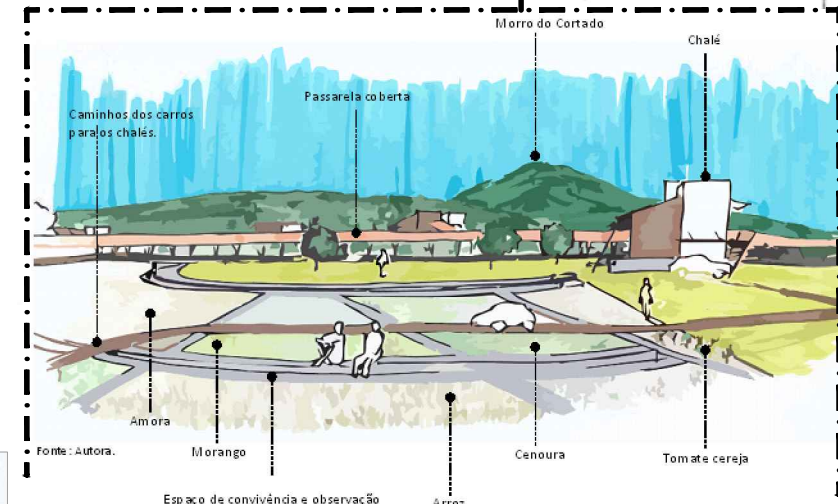 Morro do Cortado
Chalé
Passarela coberta
Caminhos dos carros
para os chalés.
Amora
Fonte: Autora.
Morango
Cenoura
Tomate cereja
Espaço de convivência e observação
Arroz